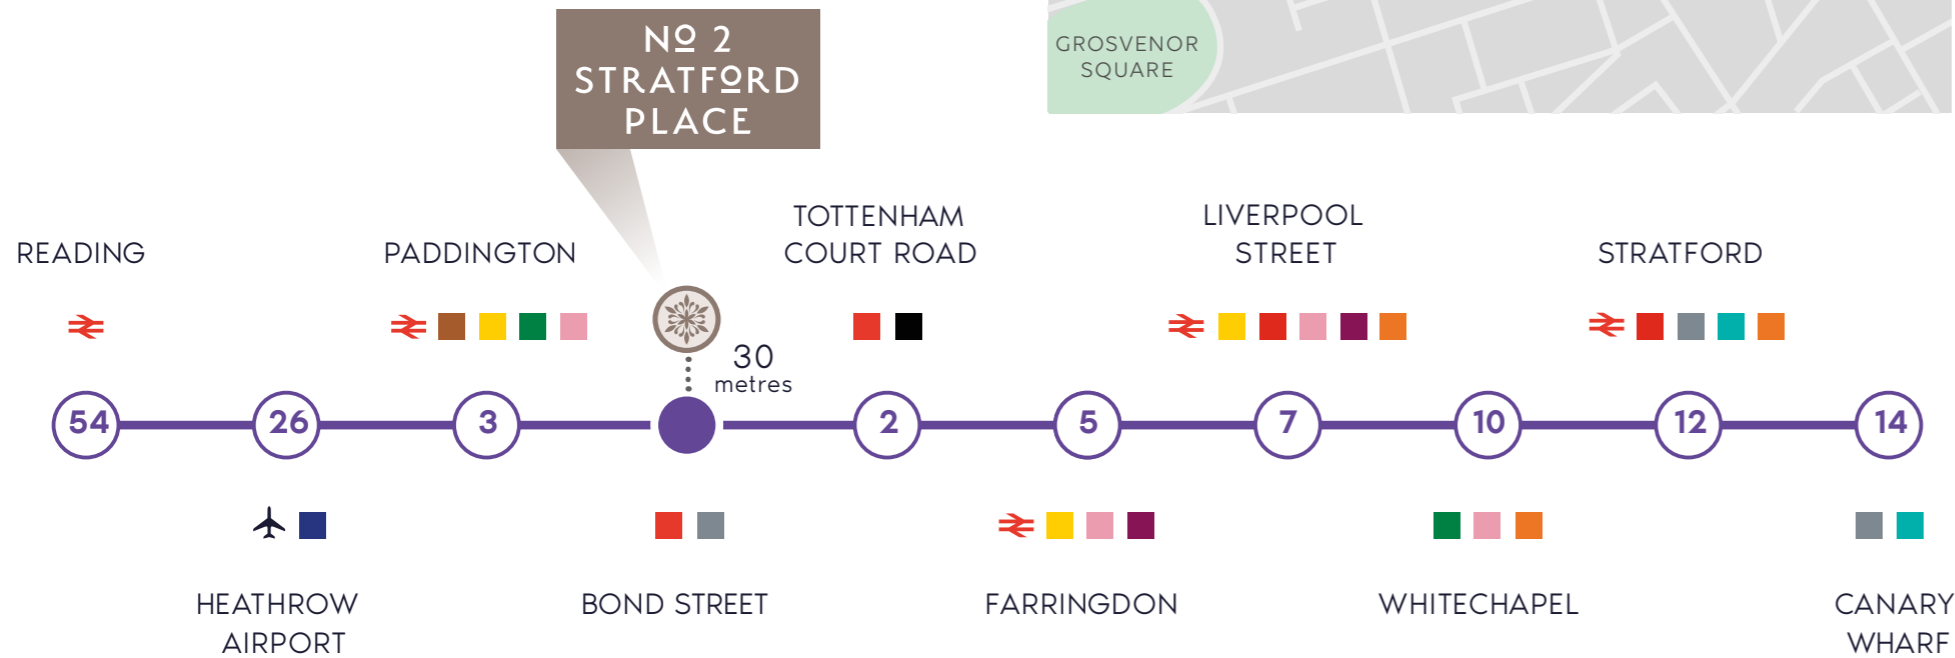 Nº 2
STRATFORD
PLACE
GROSVENOR
SQUARE
READING
PADDINGTON
TOTTENHAM
COURT ROAD
LIVERPOOL
STREET
STRATFORD
30
metres
54
26
3
2
5
7
10
12
14
HEATHROW
AIRPORT
BOND STREET
FARRINGDON
WHITECHAPEL
CANARY
WHARF